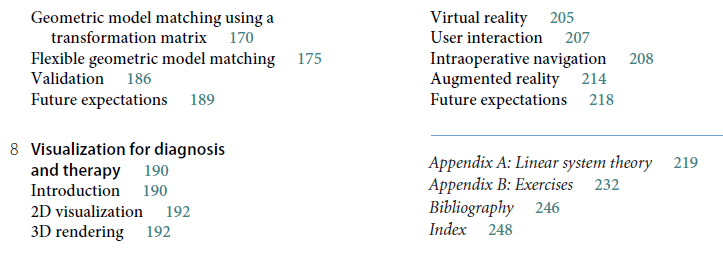 Geometric model matching using a
transformation matrix 170
Flexible geometric model matching 175
Validation 186
Future expectations 189
8 Visualization for diagnosis
and therapy 190
Introduction 190
2D visualization 192
3D rendering 192
Virtual reality 205
User interaction 207
Intraoperative navigation 208
Augmented reality 214
Future expectations 218
Appendix A: Linear system theory 219
Appendix B: Exercises 232
Bibliography 246
Index 248